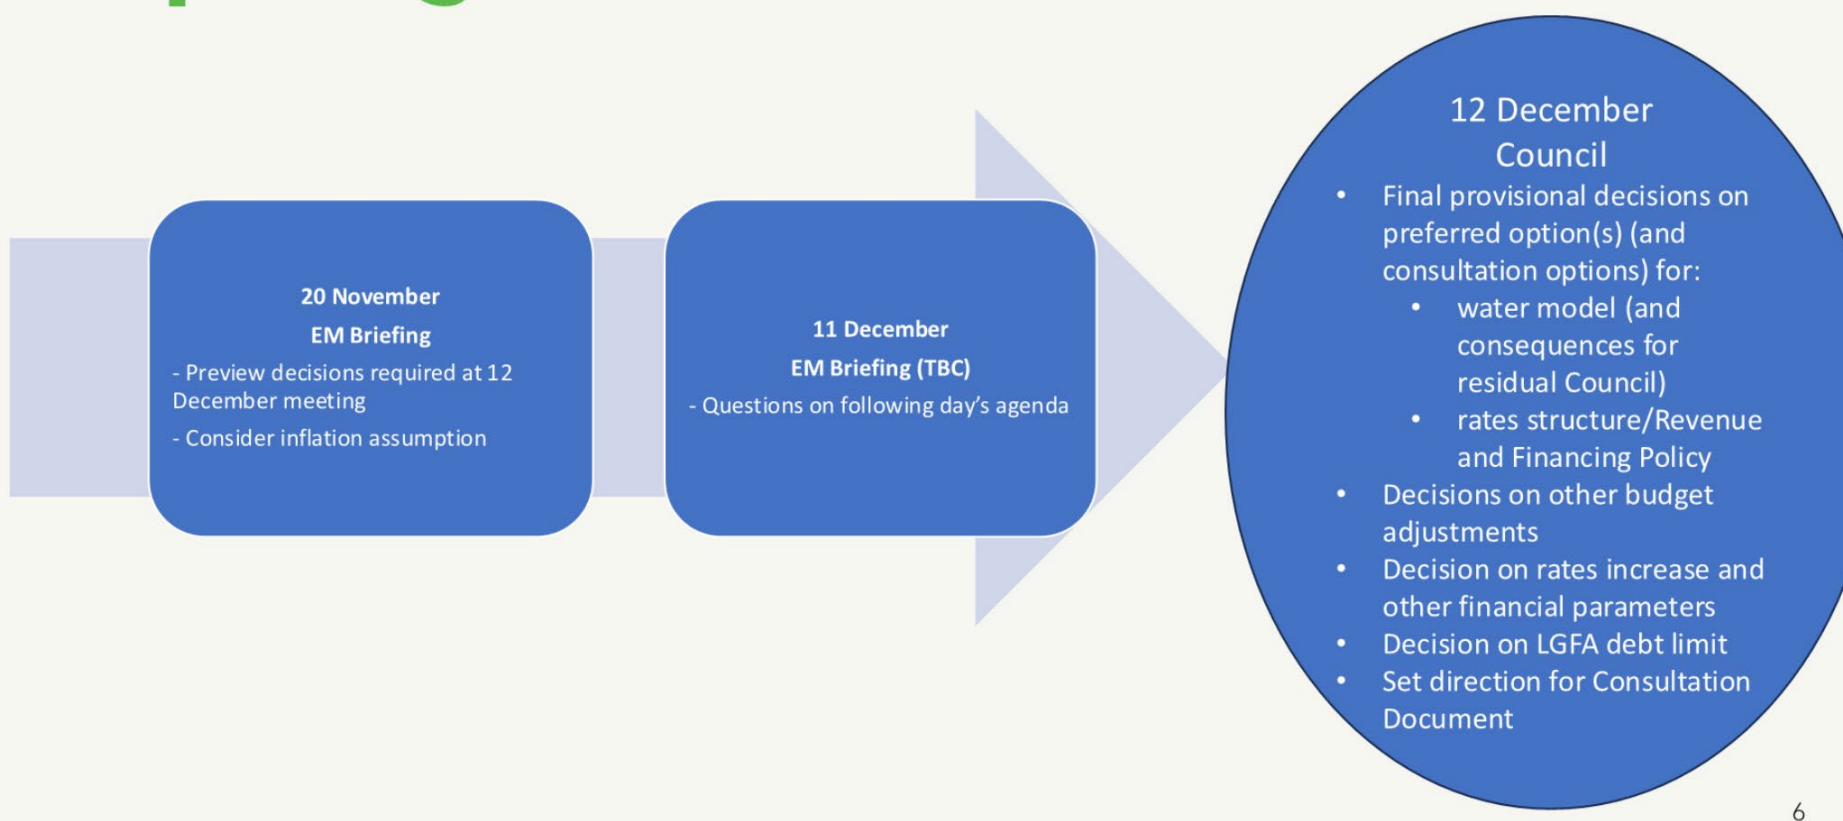 20 November
EM Briefing
- Preview decisions required at 12
December meeting
- Consider inflation assumption
11 December
EM Briefing (TBC)
- Questions on following day's agenda
12 December
Council
• Final provisional decisions on
preferred option(s) (and
consultation options) for:
• water model (and
consequences for
residual Council)
• rates structure/Revenue
and Financing Policy
• Decisions on other budget
adjustments
• Decision on rates increase and
other financial parameters
• Decision on LGFA debt limit
• Set direction for Consultation
Document
6